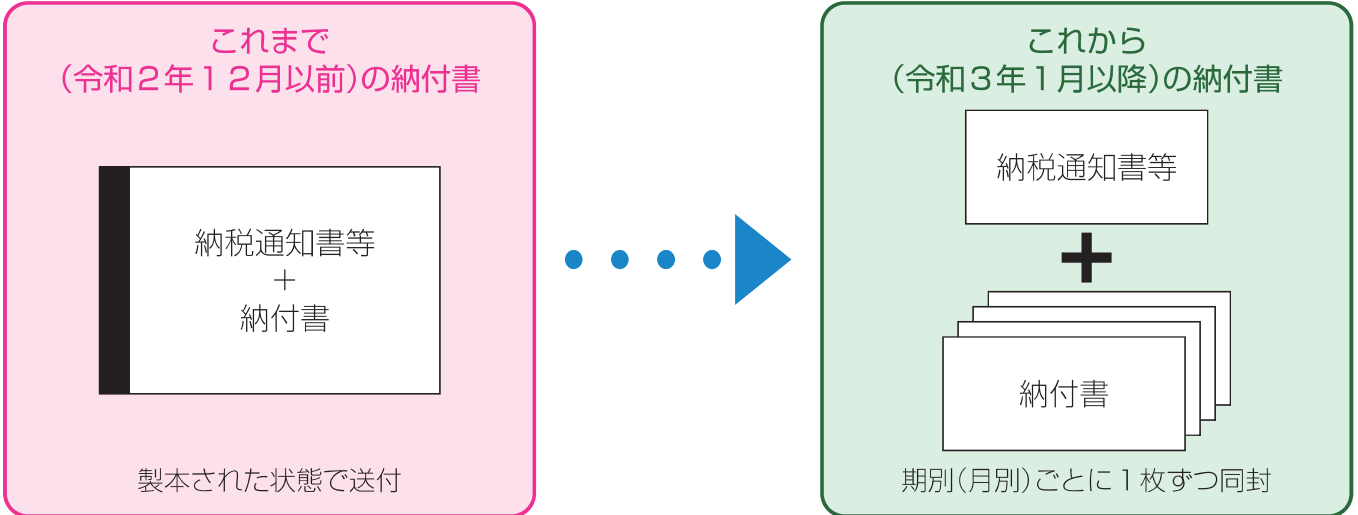 これまで
(令和２年１２月以前)の納付書
納税通知書等
＋
納付書
製本された状態で送付
これから
(令和３年１月以降)の納付書
納税通知書等
＋
納付書
期別(月別)ごとに１枚ずつ同封